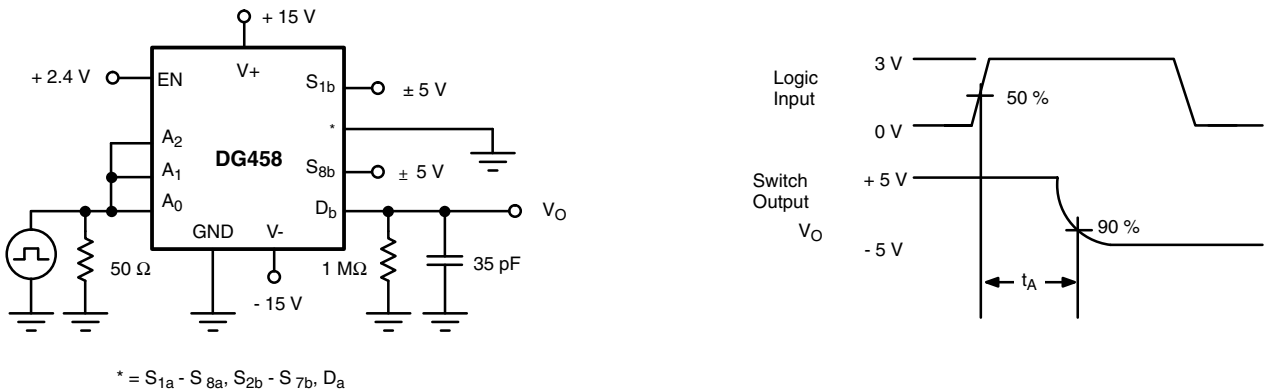 + 15 V
+ 2.4 V
EN
V+
S1b
± 5 V
A2
*
A1
DG458
S8b
± 5 V
A0
Db
VO
GND
V-
50 Ω
1 MΩ
35 pF
- 15 V
* = S1a - S8a, S2b - S7b, Da
Logic
Input
3 V
50 %
0 V
Switch
Output
VO
+ 5 V
- 5 V
90 %
tA